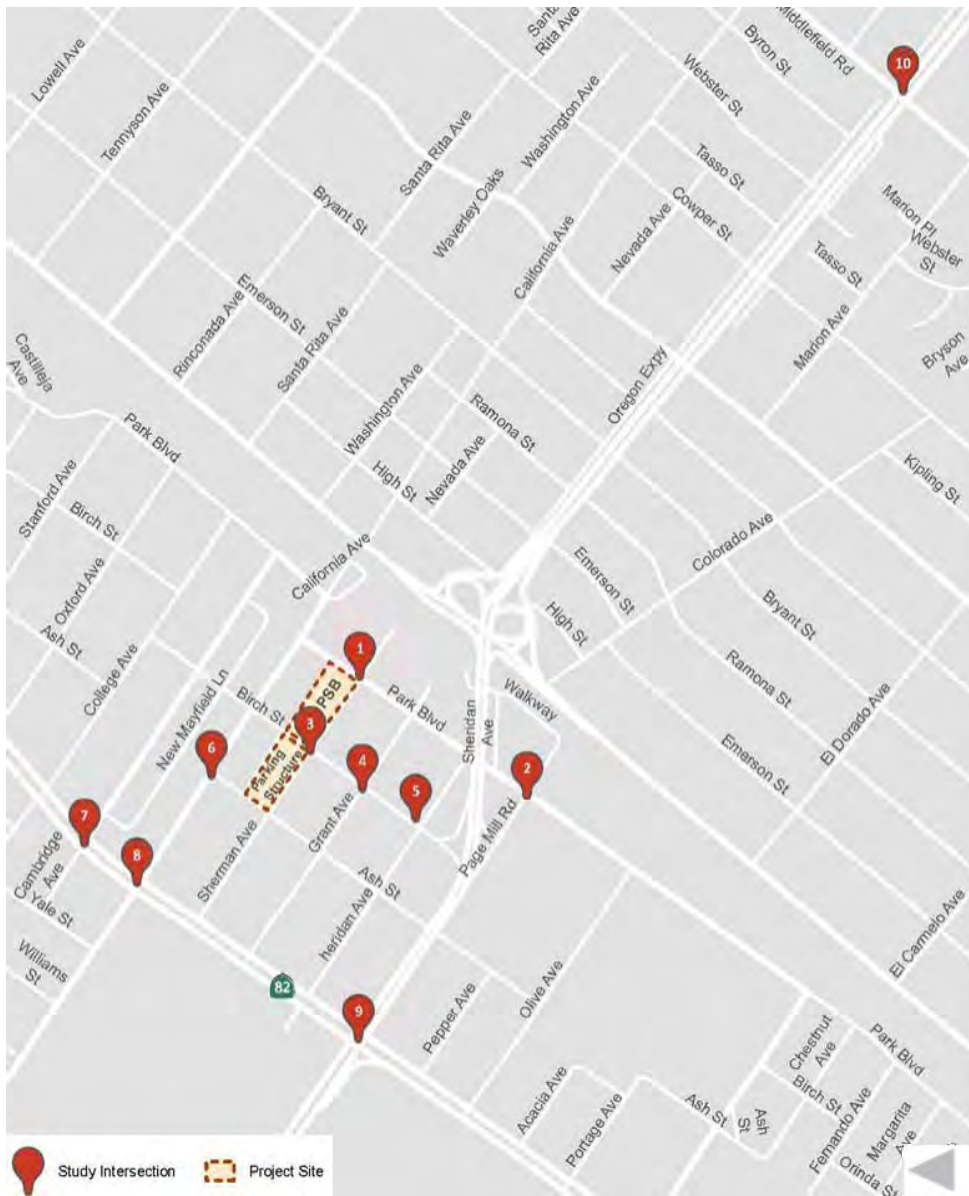 Lowell Ave
Tennyson Ave
Santa
Rita Ave
Middlefield Rd
Byron St
10
Webster St
Washington Ave
Santa Rita Ave
Tasso St
Waverley Oaks
Bryant St
Nevada Ave
Cowper St
Marion Pl
Webster
St
California Ave
Tasso St
Emerson St
Rinconada Ave
Santa Rita Ave
Marion Ave
Bryson
Ave
Castilleja
Ave
Oregon Expy
Washington Ave
Ramona St
Park Blvd
High St
Nevada Ave
Kipling St
Stanford Ave
Birch St
Colorado Ave
California Ave
Oxford Ave
Emerson St
High St
Bryant St
Ash St
College Ave
1
Ramona St
New Mayfield Ln
Birch St
PSB
Park Blvd
Walkway
Sheridan
Ave
El Dorado Ave
3
6
4
2
5
Parking
Structure
Emerson St
7
Page Mill Rd
Grant Ave
Sherman Ave
8
Cambridge
Ave
Ash St
Yale St
heridan Ave
El Carmelo Ave
Williams
St
82
Olive Ave
9
Pepper Ave
Chestnut
Ave
Park Blvd
Birch St
Acacia Ave
Portage Ave
Ash St
Ash
St
Fernando Ave
Margarita
Ave
Orinda St
Study Intersection
Project Site